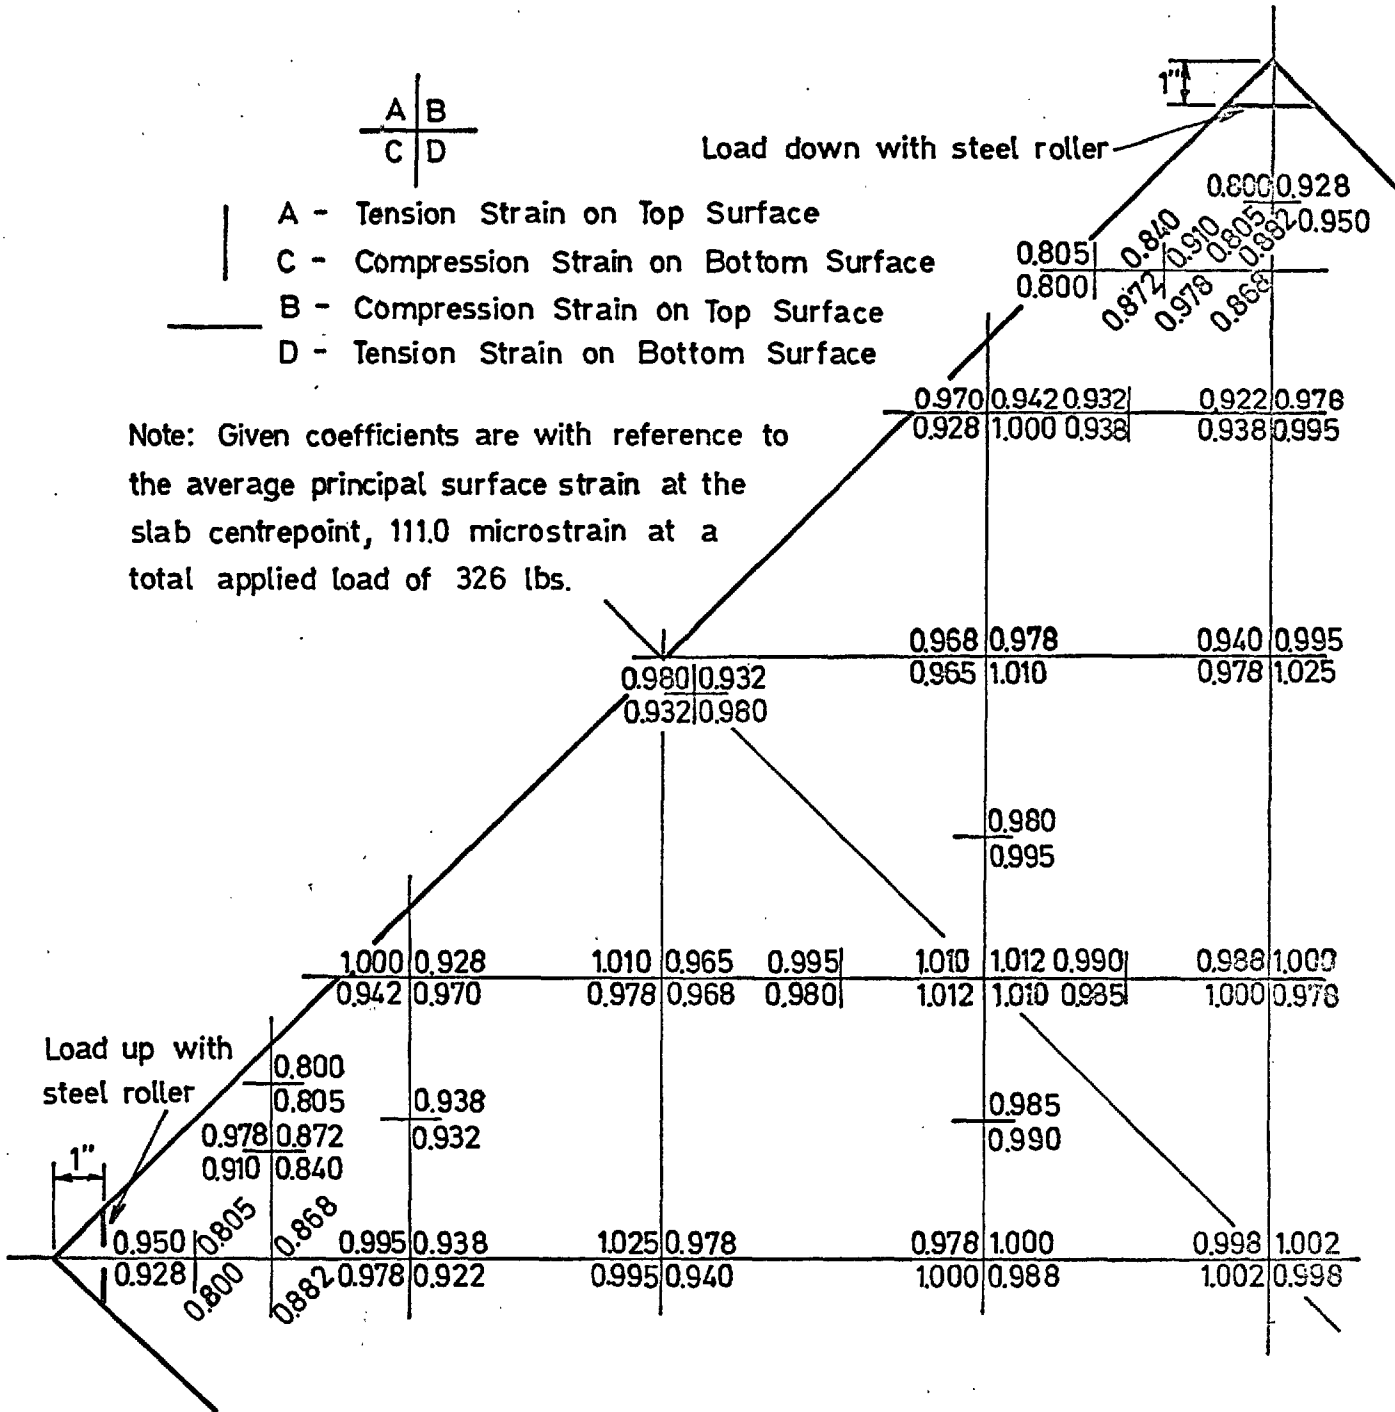 1"
A B
C D
Load down with steel roller
A - Tension Strain on Top Surface
C - Compression Strain on Bottom Surface
B - Compression Strain on Top Surface
D - Tension Strain on Bottom Surface
0.800 0.928
0.950
0.805 0.840 0.910 0.805 0.882
0.800 0.872 0.978 0.868
0.970 0.942 0.932 0.922 0.978
0.928 1.000 0.938 0.938 0.995
Note: Given coefficients are with reference to
the average principal surface strain at the
slab centrepoint, 111.0 microstrain at a
total applied load of 326 lbs.
0.968 0.978 0.940 0.995
0.965 1.010 0.978 1.025
0.980 0.932
0.932 0.980
0.980
0.995
1.000 0.928 1.010 0.965 0.995 1.010 1.012 0.990 0.988 1.000
0.942 0.970 0.978 0.968 0.980 1.012 1.010 0.985 1.000 0.978
Load up with
steel roller
0.800
0.805
0.938
0.932
0.985
0.990
0.978 0.872
0.910 0.840
1"
0.950 0.805 0.868 0.995 0.938 1.025 0.978 0.978 1.000 0.998 1.002
0.928 0.800 0.882 0.978 0.922 0.995 0.940 1.000 0.988 1.002 0.998